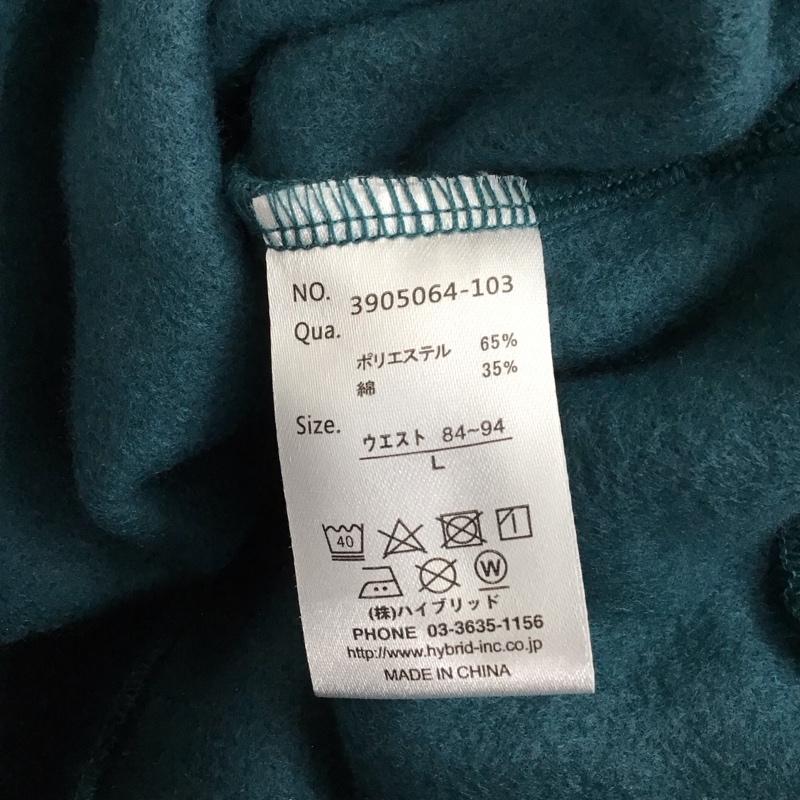 NO. 3905064-103
Qua.
ポリエステル 65%
綿 35%
Size. ウエスト 84~94
L
40
W
(株)ハイブリッド
PHONE 03-3635-1156
http://www.hybrid-inc.co.jp
MADE IN CHINA